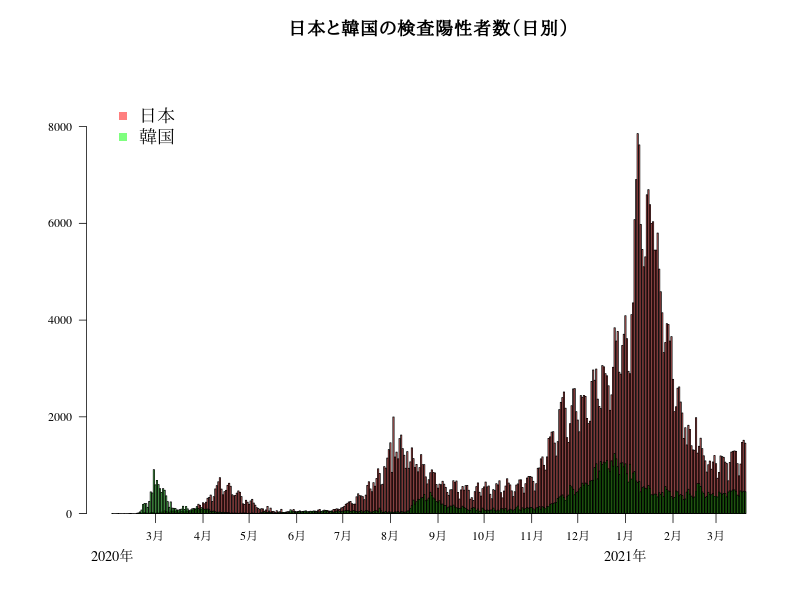 日本と韓国の検査陽性者数（日別）
日本
韓国
8000
6000
4000
2000
0
3月 4月 5月 6月 7月 8月 9月 10月 11月 12月 1月 2月 3月
2020年 2021年